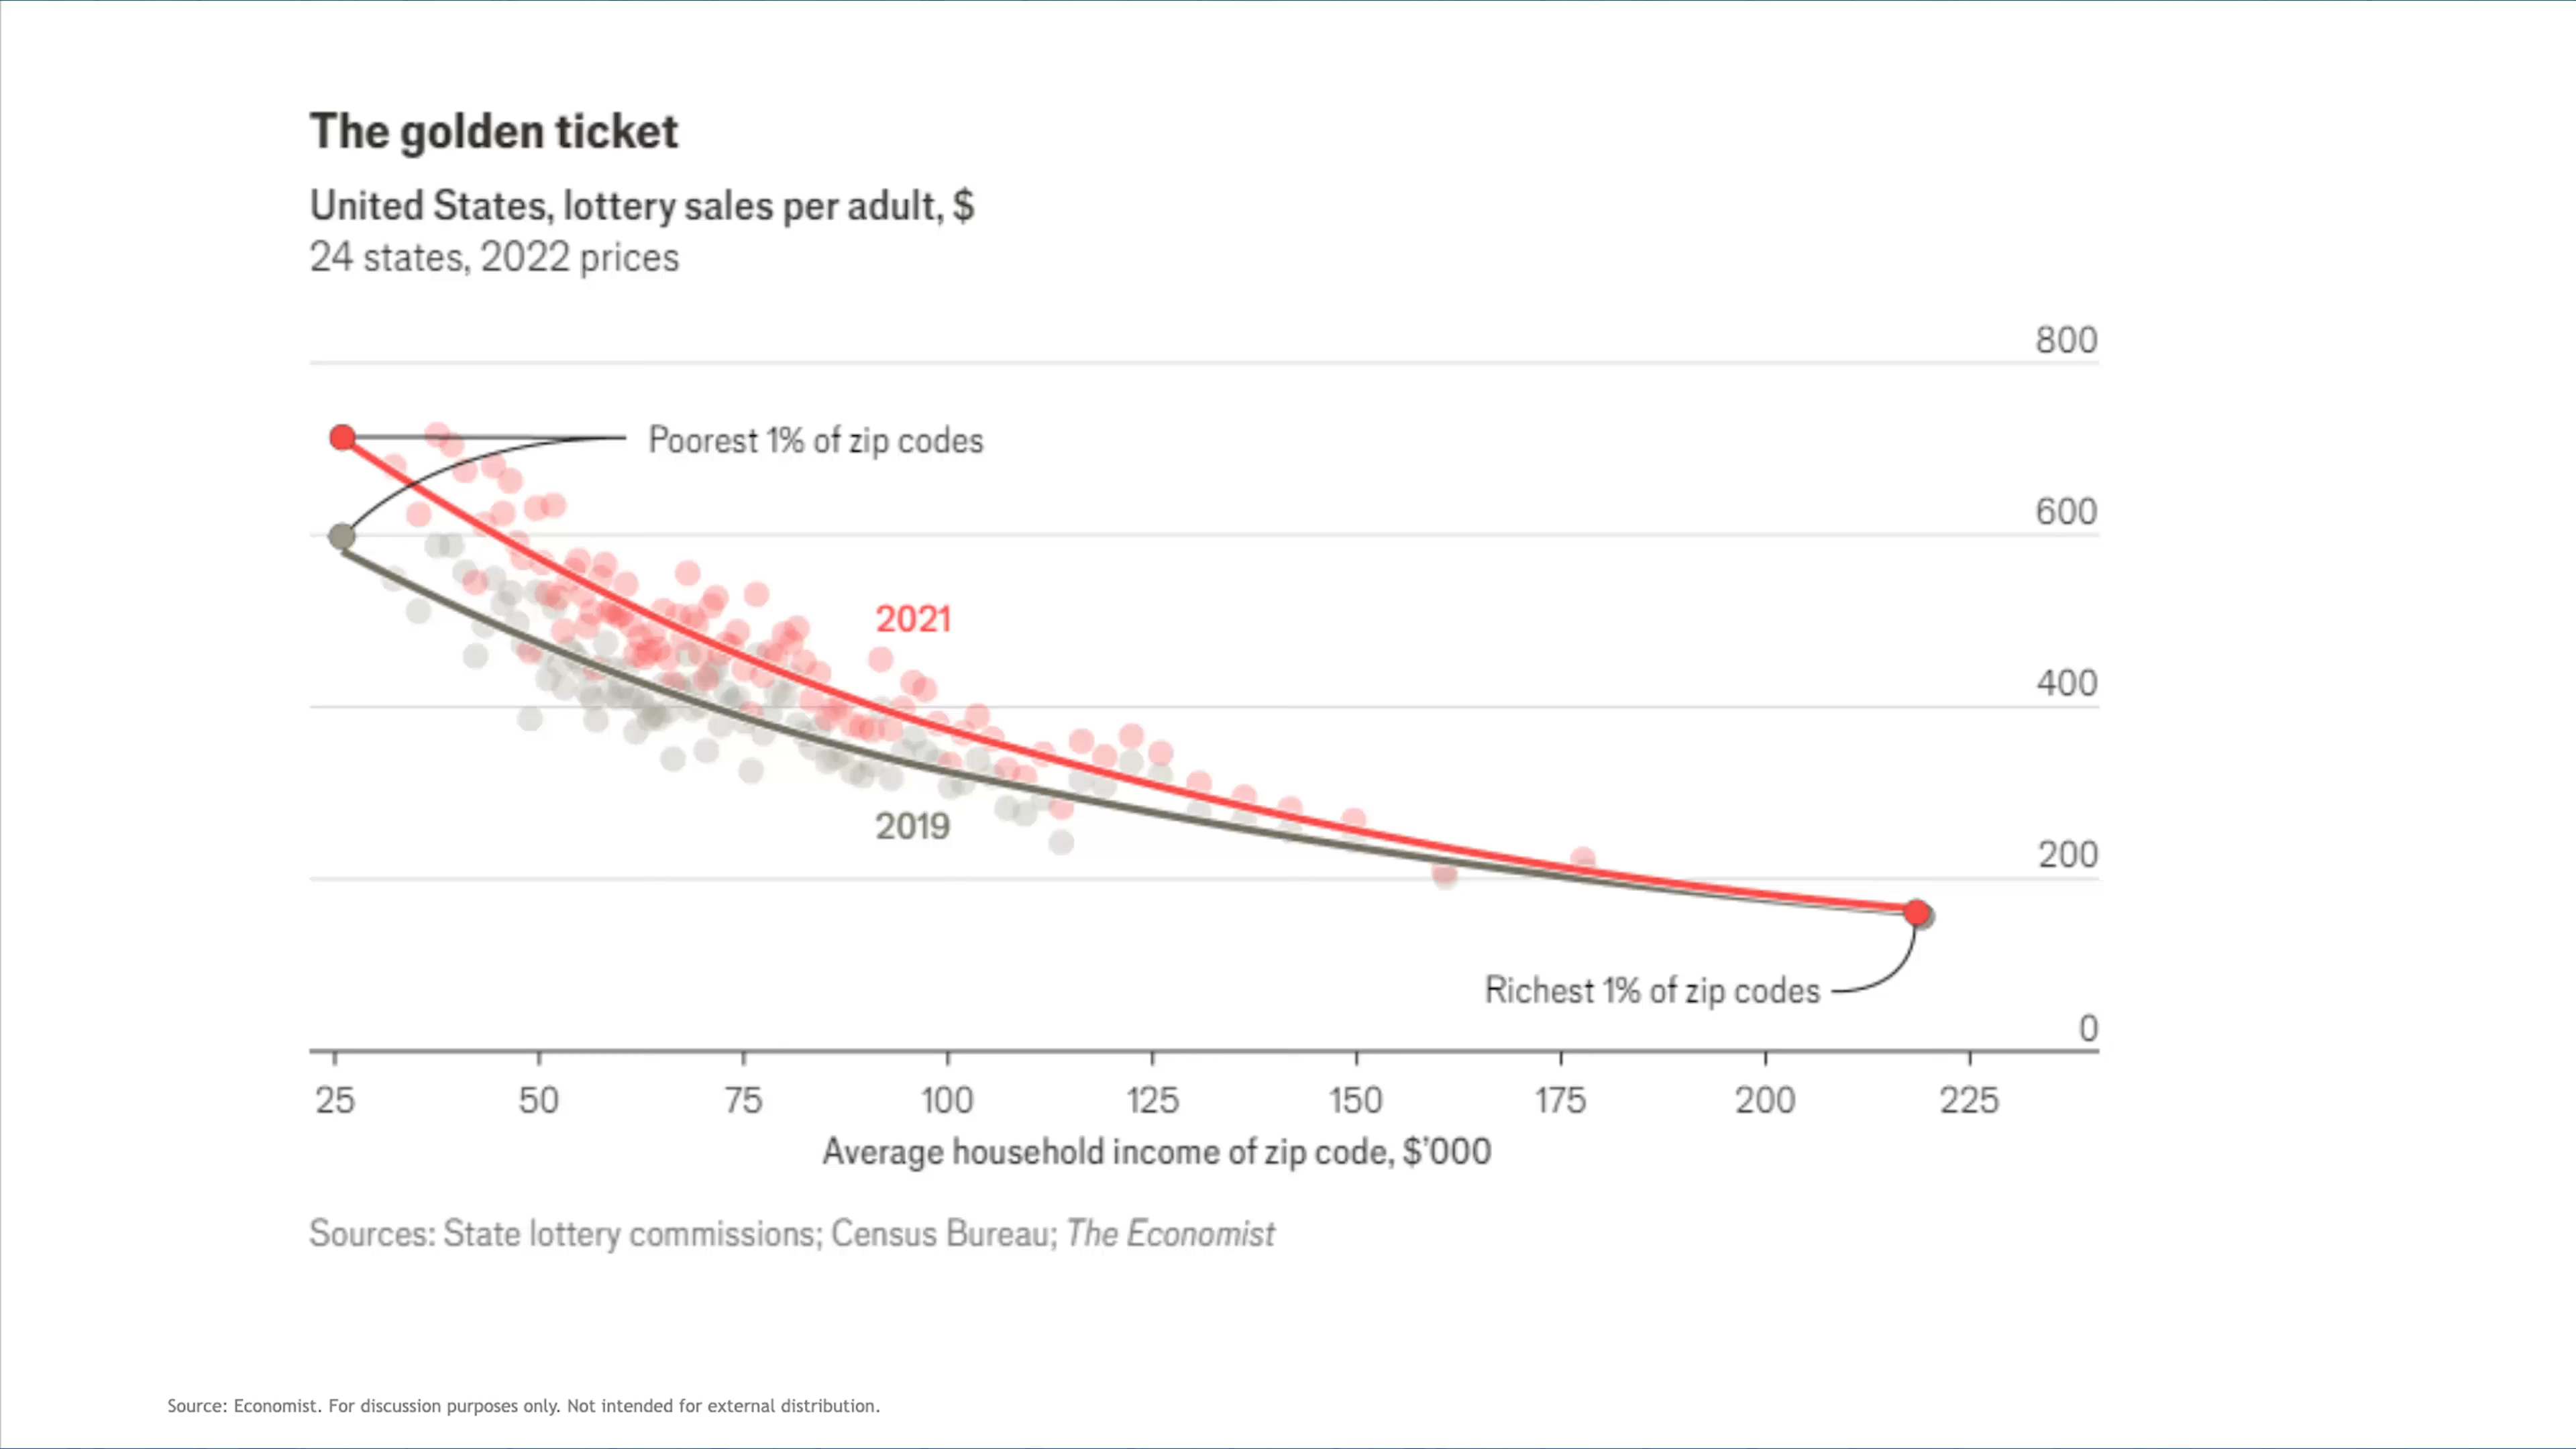 The golden ticket
United States, lottery sales per adult, $
24 states, 2022 prices
800
Poorest 1% of zip codes
600
2021
400
2019
200
Richest 1% of zip codes
0
25 50 75 100 125 150 175 200 225
Average household income of zip code, $'000
Sources: State lottery commissions; Census Bureau; The Economist
Source: Economist. For discussion purposes only. Not intended for external distribution.